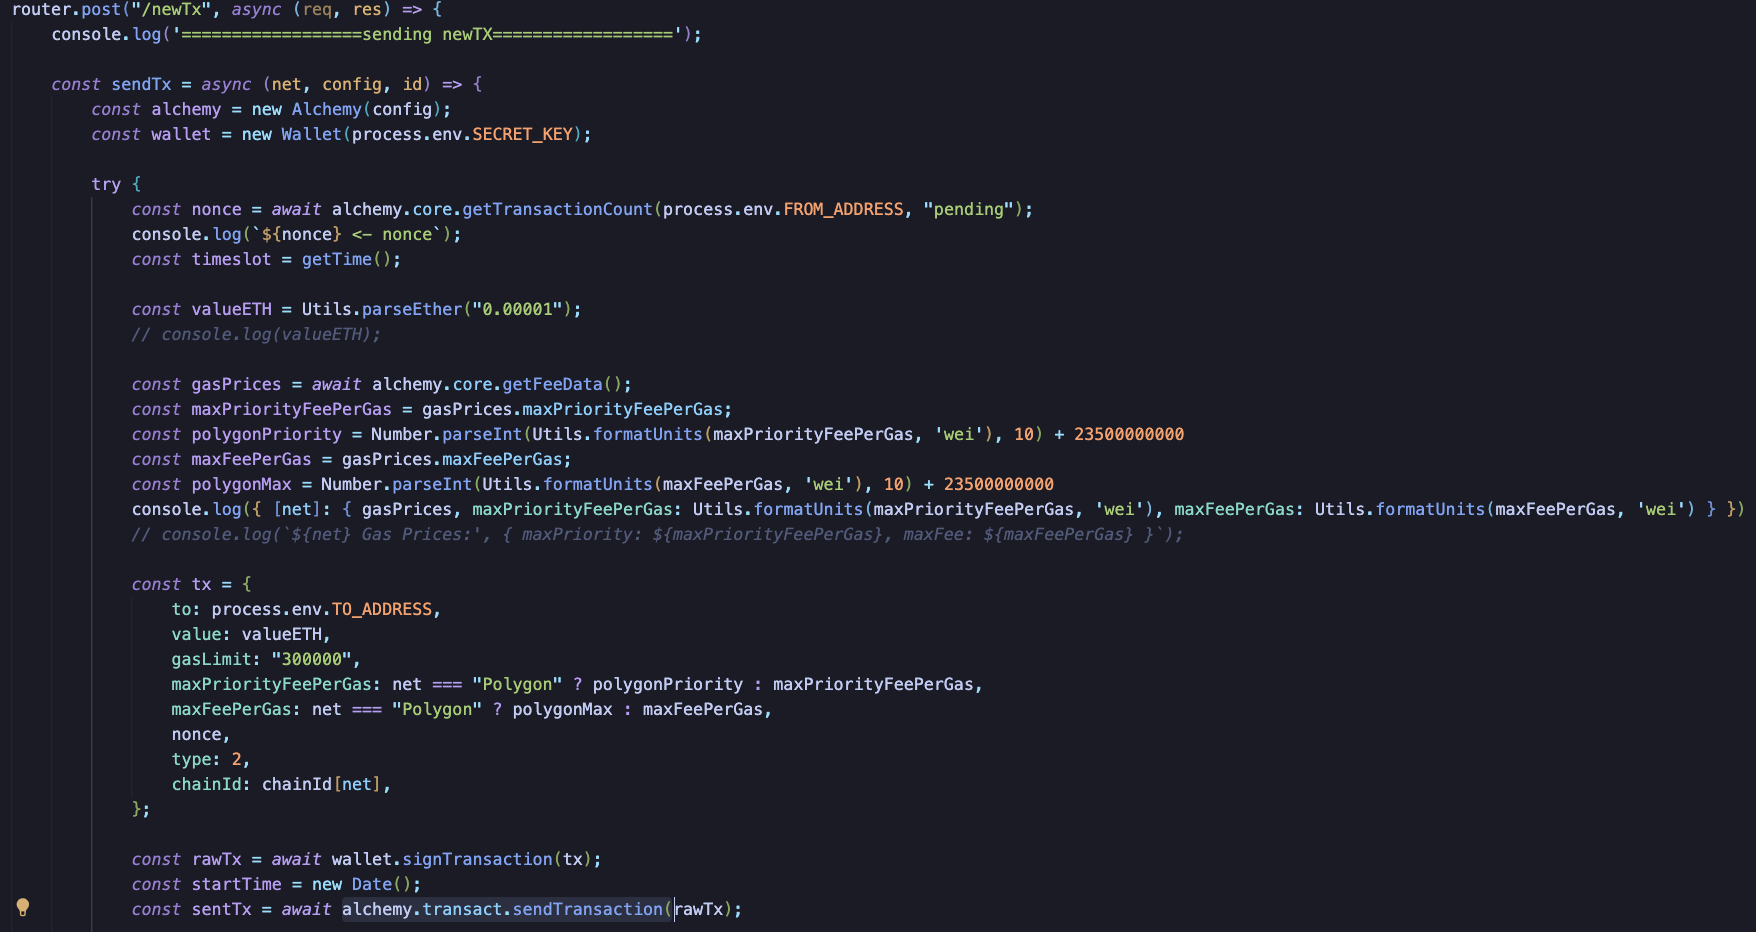 router.post("/newTx", async (req, res) => {
console.log('==================sending newTX==================');
const sendTx = async (net, config, id) => {
const alchemy = new Alchemy(config);
const wallet = new Wallet(process.env.SECRET_KEY);
try {
const nonce = await alchemy.core.getTransactionCount(process.env.FROM_ADDRESS, "pending");
console.log(`${nonce} <- nonce`);
const timeslot = getTime();
const valueETH = Utils.parseEther("0.00001");
// console.log(valueETH);
const gasPrices = await alchemy.core.getFeeData();
const maxPriorityFeePerGas = gasPrices.maxPriorityFeePerGas;
const polygonPriority = Number.parseInt(Utils.formatUnits(maxPriorityFeePerGas, 'wei'), 10) + 23500000000
const maxFeePerGas = gasPrices.maxFeePerGas;
const polygonMax = Number.parseInt(Utils.formatUnits(maxFeePerGas, 'wei'), 10) + 23500000000
console.log({ [net]: { gasPrices, maxPriorityFeePerGas: Utils.formatUnits(maxPriorityFeePerGas, 'wei'), maxFeePerGas: Utils.formatUnits(maxFeePerGas, 'wei') } })
// console.log(`${net} Gas Prices:', { maxPriority: ${maxPriorityFeePerGas}, maxFee: ${maxFeePerGas} }`);
const tx = {
to: process.env.TO_ADDRESS,
value: valueETH,
gasLimit: "300000",
maxPriorityFeePerGas: net === "Polygon" ? polygonPriority : maxPriorityFeePerGas,
maxFeePerGas: net === "Polygon" ? polygonMax : maxFeePerGas,
nonce,
type: 2,
chainId: chainId[net],
};
const rawTx = await wallet.signTransaction(tx);
const startTime = new Date();
const sentTx = await alchemy.transact.sendTransaction(rawTx);